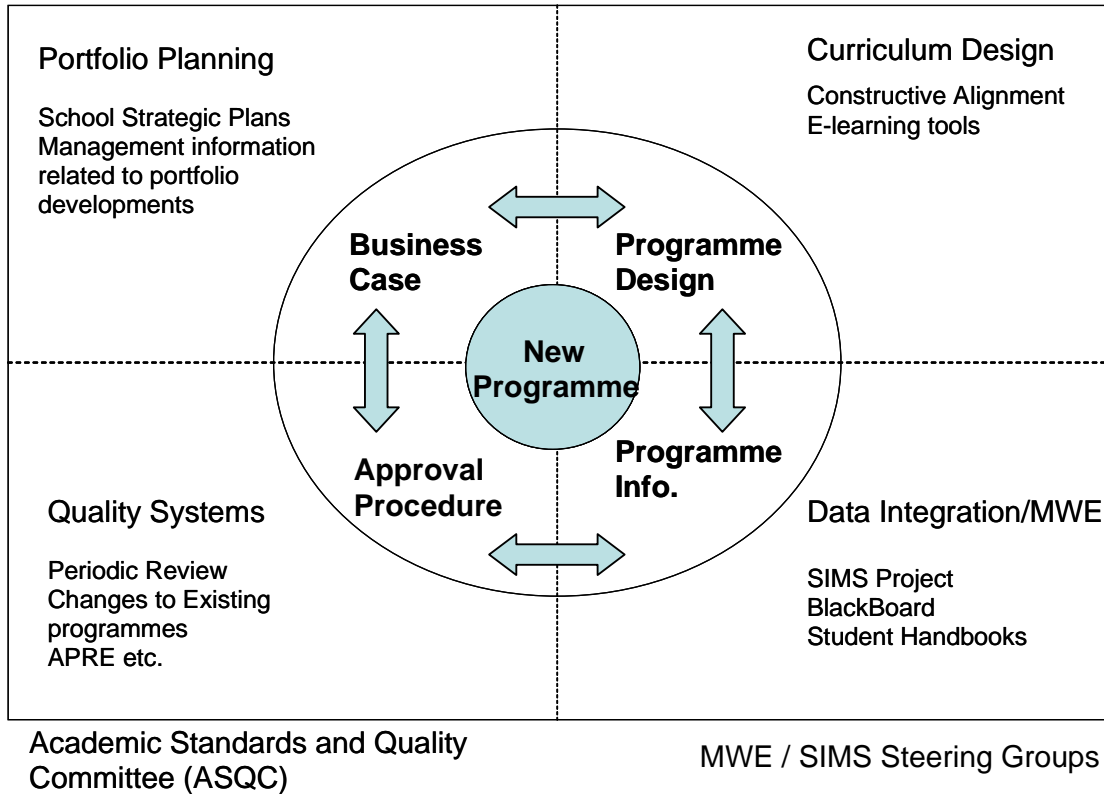 Portfolio Planning
School Strategic Plans
Management information
related to portfolio
developments
Curriculum Design
Constructive Alignment
E-learning tools
Business
Case
Programme
Design
New
Programme
Approval
Procedure
Programme
Info.
Quality Systems
Periodic Review
Changes to Existing
programmes
APRE etc.
Data Integration/MWE
SIMS Project
BlackBoard
Student Handbooks
Academic Standards and Quality
Committee (ASQC)
MWE / SIMS Steering Groups